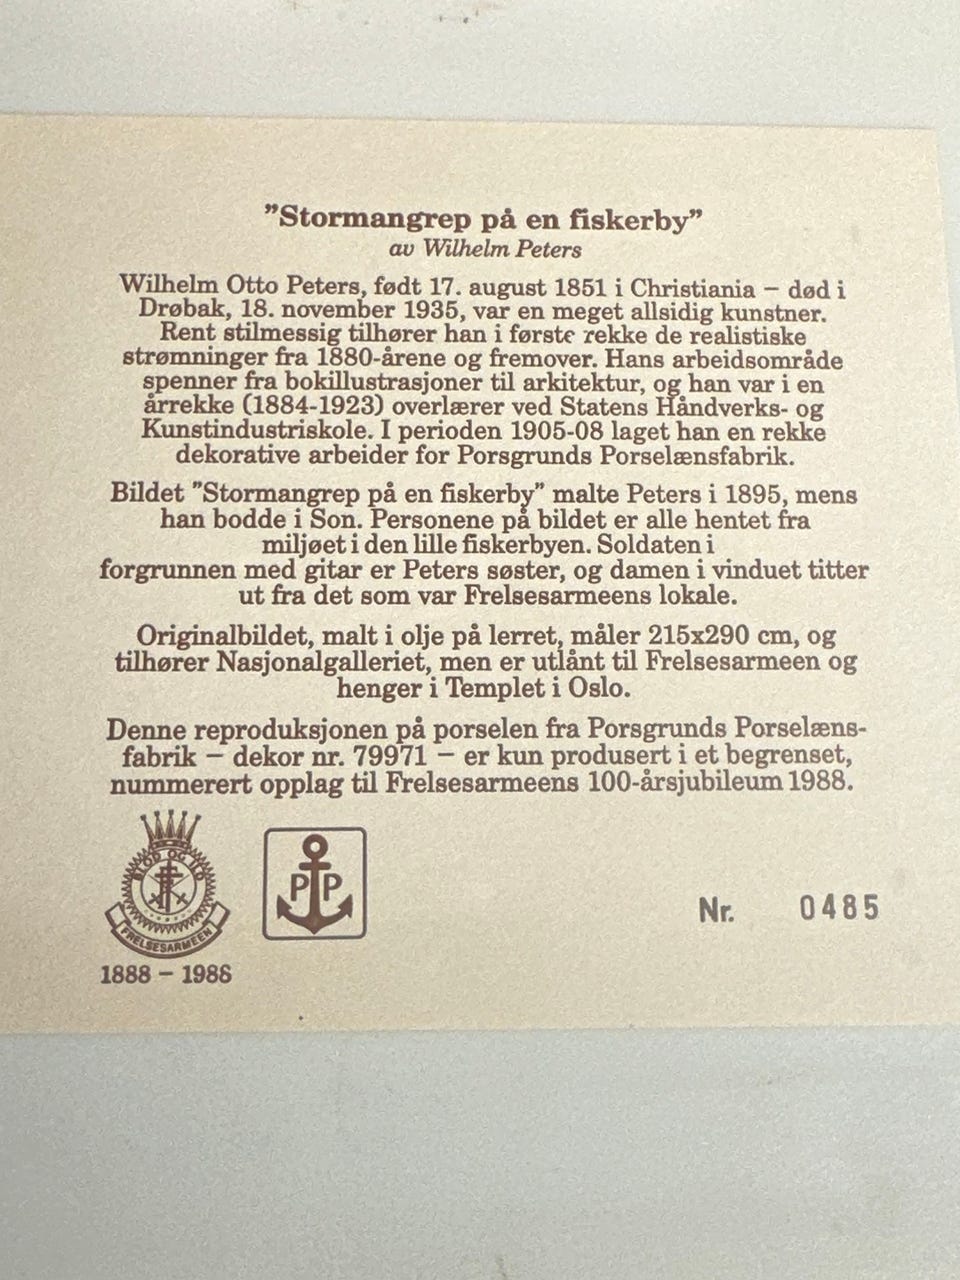 ”Stormangrep på en fiskerby”
av Wilhelm Peters
Wilhelm Otto Peters, født 17. august 1851 i Christiania – død i
Drøbak, 18. november 1935, var en meget allsidig kunstner.
Rent stilmessig tilhører han i første rekke de realistiske
strømninger fra 1880-årene og fremover. Hans arbeidsområde
spenner fra bokillustrasjoner til arkitektur, og han var i en
årrekke (1884-1923) overlærer ved Statens Håndverks- og
Kunstindustriskole. I perioden 1905-08 laget han en rekke
dekorative arbeider for Porsgrunds Porselænsfabrik.
Bildet ”Stormangrep på en fiskerby” malte Peters i 1895, mens
han bodde i Son. Personene på bildet er alle hentet fra
miljøet i den lille fiskerbyen. Soldaten i
forgrunnen med gitar er Peters søster, og damen i vinduet titter
ut fra det som var Frelsesarmeens lokale.
Originalbildet, malt i olje på lerret, måler 215x290 cm, og
tilhører Nasjonalgalleriet, men er utlånt til Frelsesarmeen og
henger i Templet i Oslo.
Denne reproduksjonen på porselen fra Porsgrunds Porselæns-
fabrik – dekor nr. 79971 – er kun produsert i et begrenset,
nummerert opplag til Frelsesarmeens 100-årsjubileum 1988.
BLOD OG ILD
FRELSESARMEEN
P P
Nr. 0485
1888 – 1988